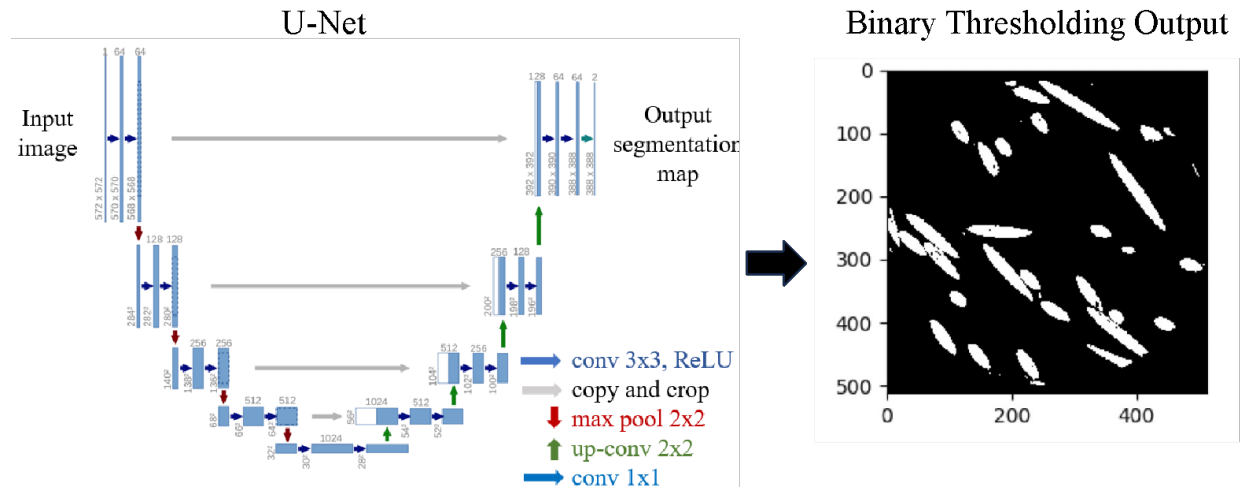 U-Net
Binary Thresholding Output
Input
image
Output
segmentation
map
1 64 64
572 x 572
570 x 570
568 x 568
128 128
284²
282²
280²
256 256
140²
138²
136²
512 512
68²
66²
64²
1024
32²
30²
28²
1024
56²
54²
52²
512 256
104²
102²
100²
256 128
200²
198²
196²
128 64 64 2
392 x 392
390 x 390
388 x 388
388 x 388
conv 3x3, ReLU
copy and crop
max pool 2x2
up-conv 2x2
conv 1x1
0
100
200
300
400
500
0 200 400